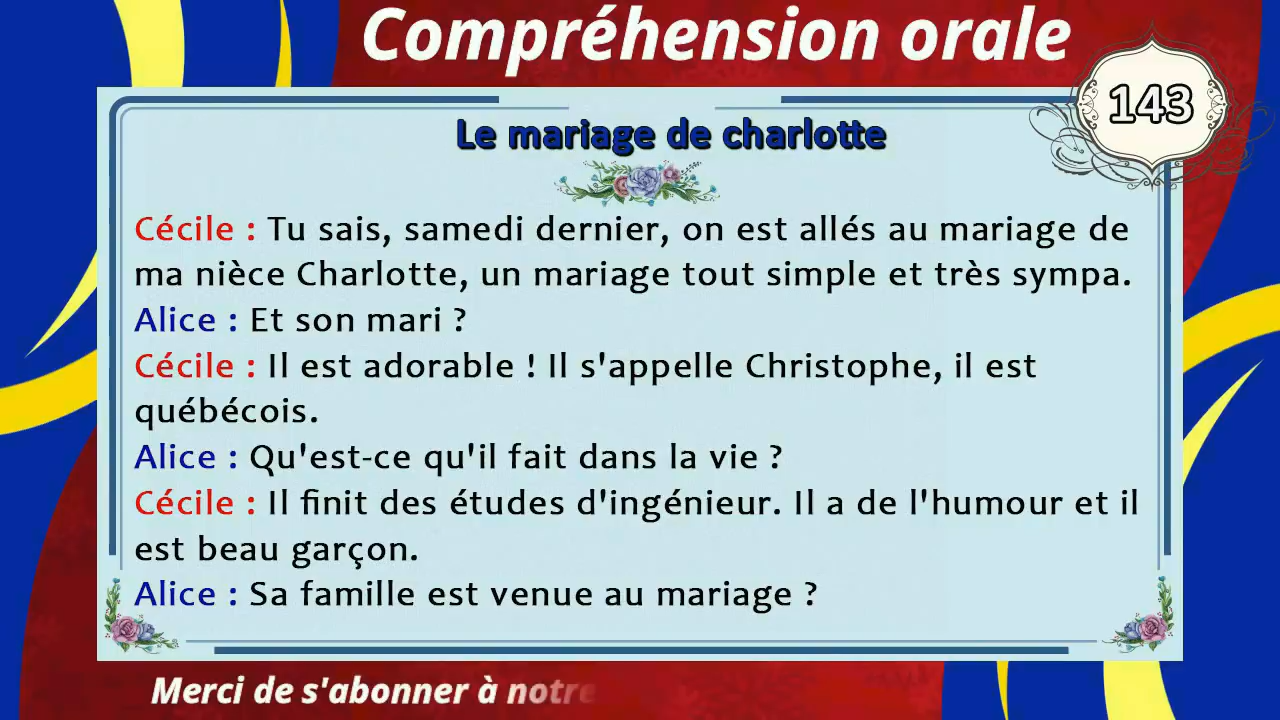 Compréhension orale
143
Le mariage de charlotte
Cécile : Tu sais, samedi dernier, on est allés au mariage de
ma nièce Charlotte, un mariage tout simple et très sympa.
Alice : Et son mari ?
Cécile : Il est adorable ! Il s'appelle Christophe, il est
québécois.
Alice : Qu'est-ce qu'il fait dans la vie ?
Cécile : Il finit des études d'ingénieur. Il a de l'humour et il
est beau garçon.
Alice : Sa famille est venue au mariage ?
Merci de s'abonner à notre